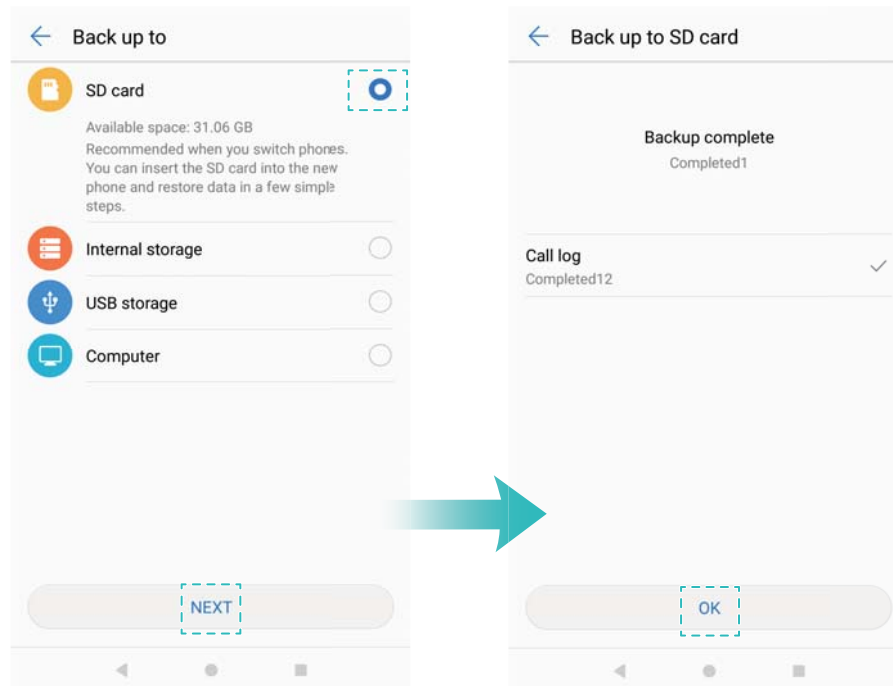 Back up to
SD card
Available space: 31.06 GB
Recommended when you switch phones.
You can insert the SD card into the new
phone and restore data in a few simple
steps.
Internal storage
USB storage
Computer
NEXT
Back up to SD card
Backup complete
Completed1
Call log
Completed12
OK